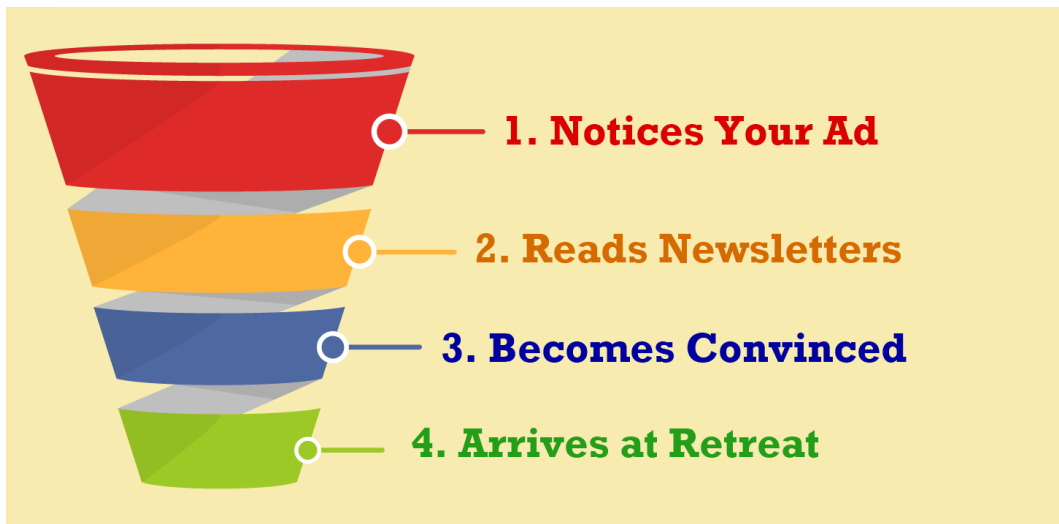 1. Notices Your Ad
2. Reads Newsletters
3. Becomes Convinced
4. Arrives at Retreat